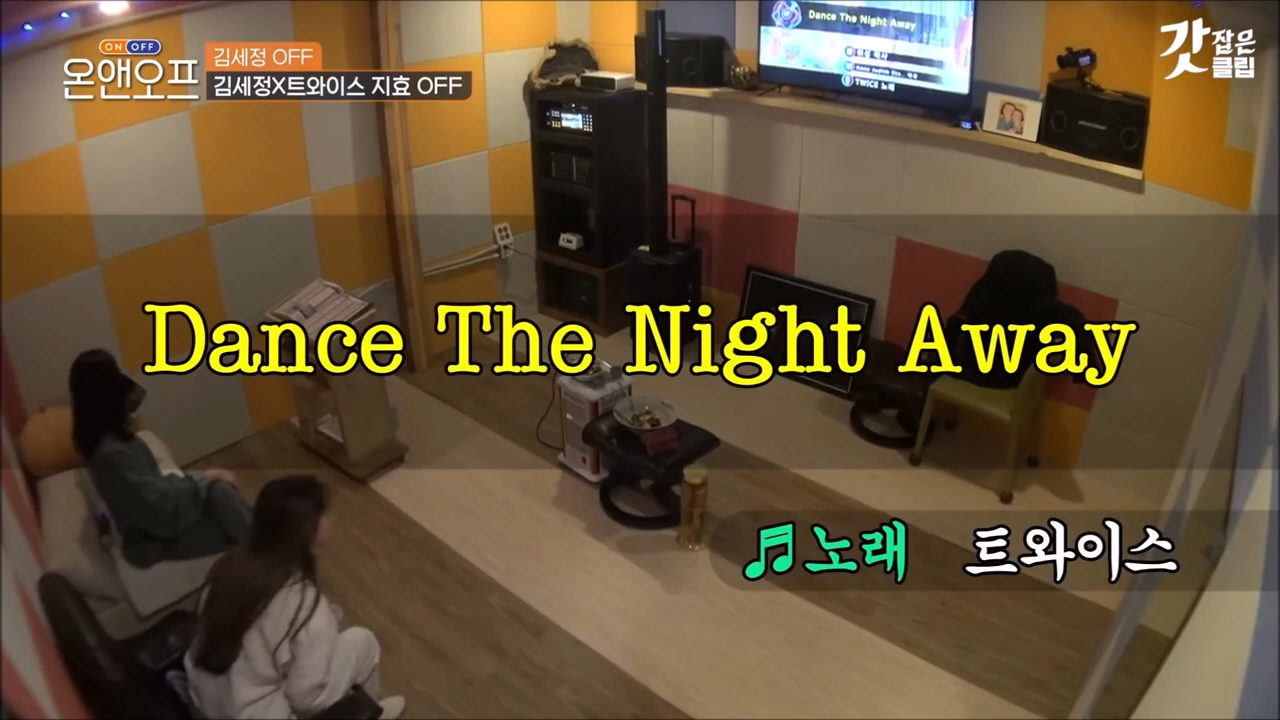 ON OFF
온앤오프
김세정 OFF
김세정X트와이스 지효 OFF
갓 잡은
클립
Dance The Night Away
TWICE 노래
Dance The Night Away
♬노래 트와이스